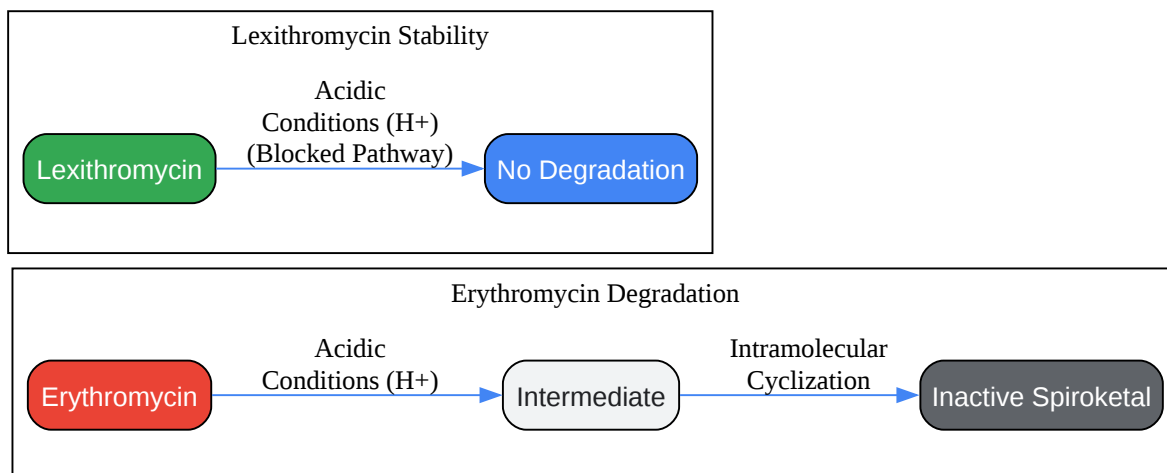 Lexithromycin Stability
Acidic
Conditions (H+)
(Blocked Pathway)
Lexithromycin
No Degradation
Erythromycin Degradation
Acidic
Conditions (H+)
Intramolecular
Cyclization
Erythromycin
Intermediate
Inactive Spiroketal